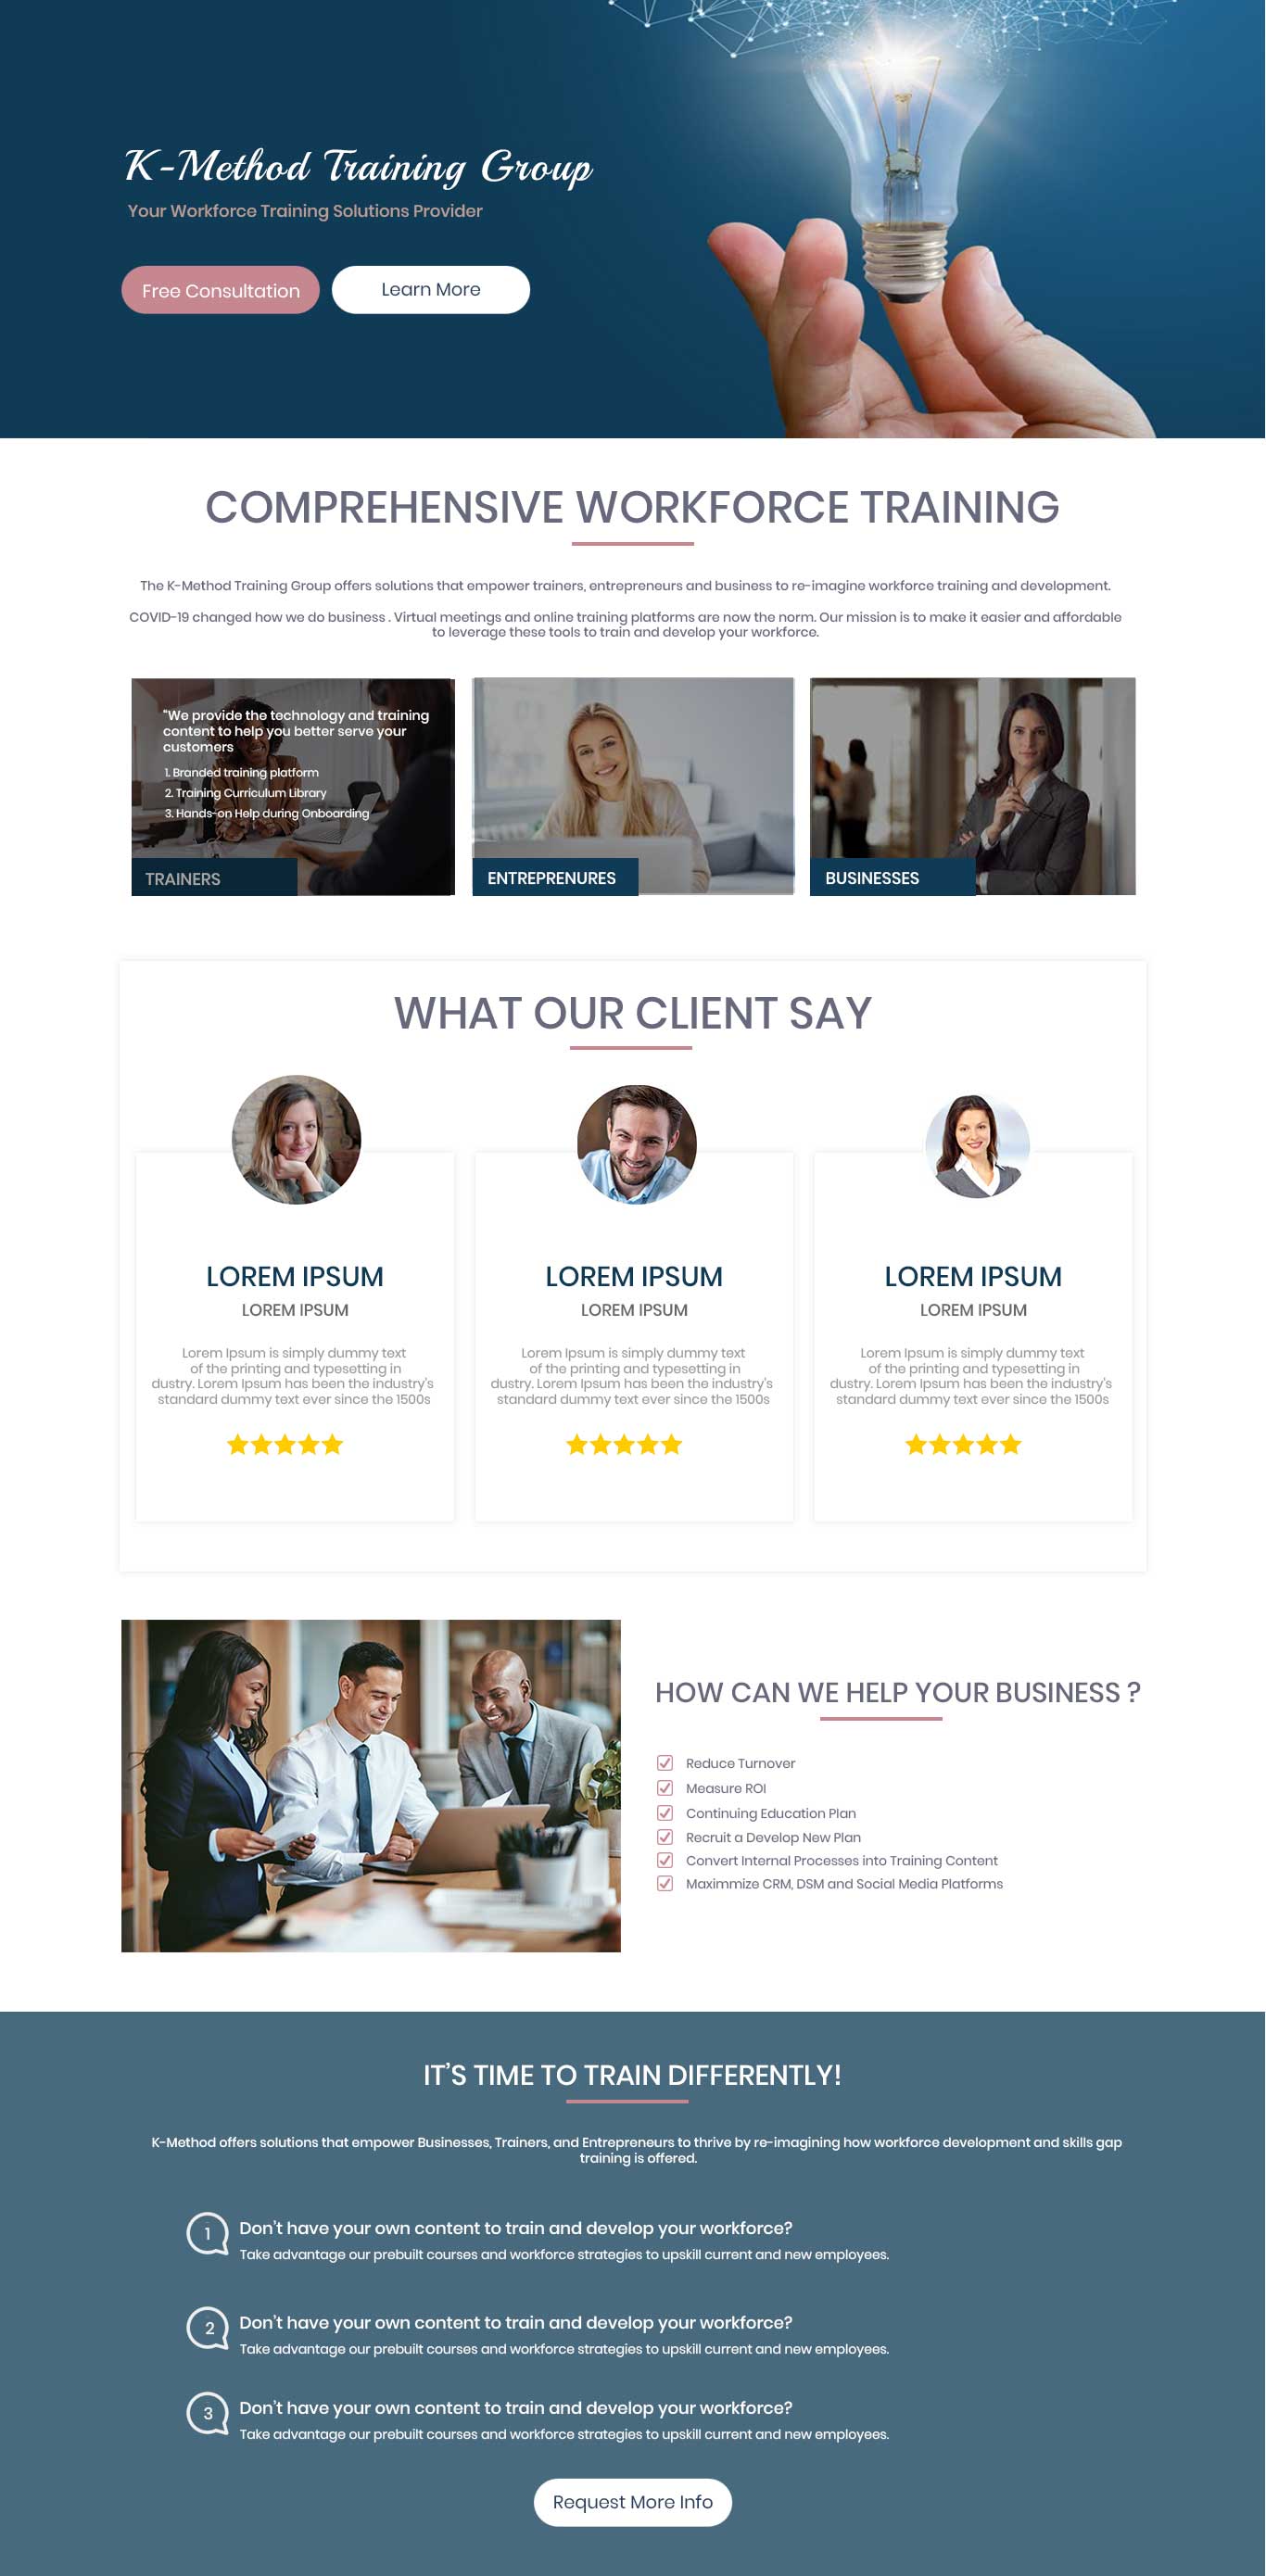 K-Method Training Group
Your Workforce Training Solutions Provider
Free Consultation
Learn More
COMPREHENSIVE WORKFORCE TRAINING
The K-Method Training Group offers solutions that empower trainers, entrepreneurs and business to re-imagine workforce training and development.
COVID-19 changed how we do business . Virtual meetings and online training platforms are now the norm. Our mission is to make it easier and affordable
to leverage these tools to train and develop your workforce.
"We provide the technology and training
content to help you better serve your
customers
1. Branded training platform
2. Training Curriculum Library
3. Hands-on Help during Onboarding
TRAINERS
ENTREPRENURES
BUSINESSES
WHAT OUR CLIENT SAY
LOREM IPSUM
LOREM IPSUM
Lorem Ipsum is simply dummy text
of the printing and typesetting in
dustry. Lorem Ipsum has been the industry's
standard dummy text ever since the 1500s
LOREM IPSUM
LOREM IPSUM
Lorem Ipsum is simply dummy text
of the printing and typesetting in
dustry. Lorem Ipsum has been the industry's
standard dummy text ever since the 1500s
LOREM IPSUM
LOREM IPSUM
Lorem Ipsum is simply dummy text
of the printing and typesetting in
dustry. Lorem Ipsum has been the industry's
standard dummy text ever since the 1500s
HOW CAN WE HELP YOUR BUSINESS ?
Reduce Turnover
Measure ROI
Continuing Education Plan
Recruit a Develop New Plan
Convert Internal Processes into Training Content
Maximmize CRM, DSM and Social Media Platforms
IT'S TIME TO TRAIN DIFFERENTLY!
K-Method offers solutions that empower Businesses, Trainers, and Entrepreneurs to thrive by re-imagining how workforce development and skills gap
training is offered.
1 Don't have your own content to train and develop your workforce?
Take advantage our prebuilt courses and workforce strategies to upskill current and new employees.
2 Don't have your own content to train and develop your workforce?
Take advantage our prebuilt courses and workforce strategies to upskill current and new employees.
3 Don't have your own content to train and develop your workforce?
Take advantage our prebuilt courses and workforce strategies to upskill current and new employees.
Request More Info